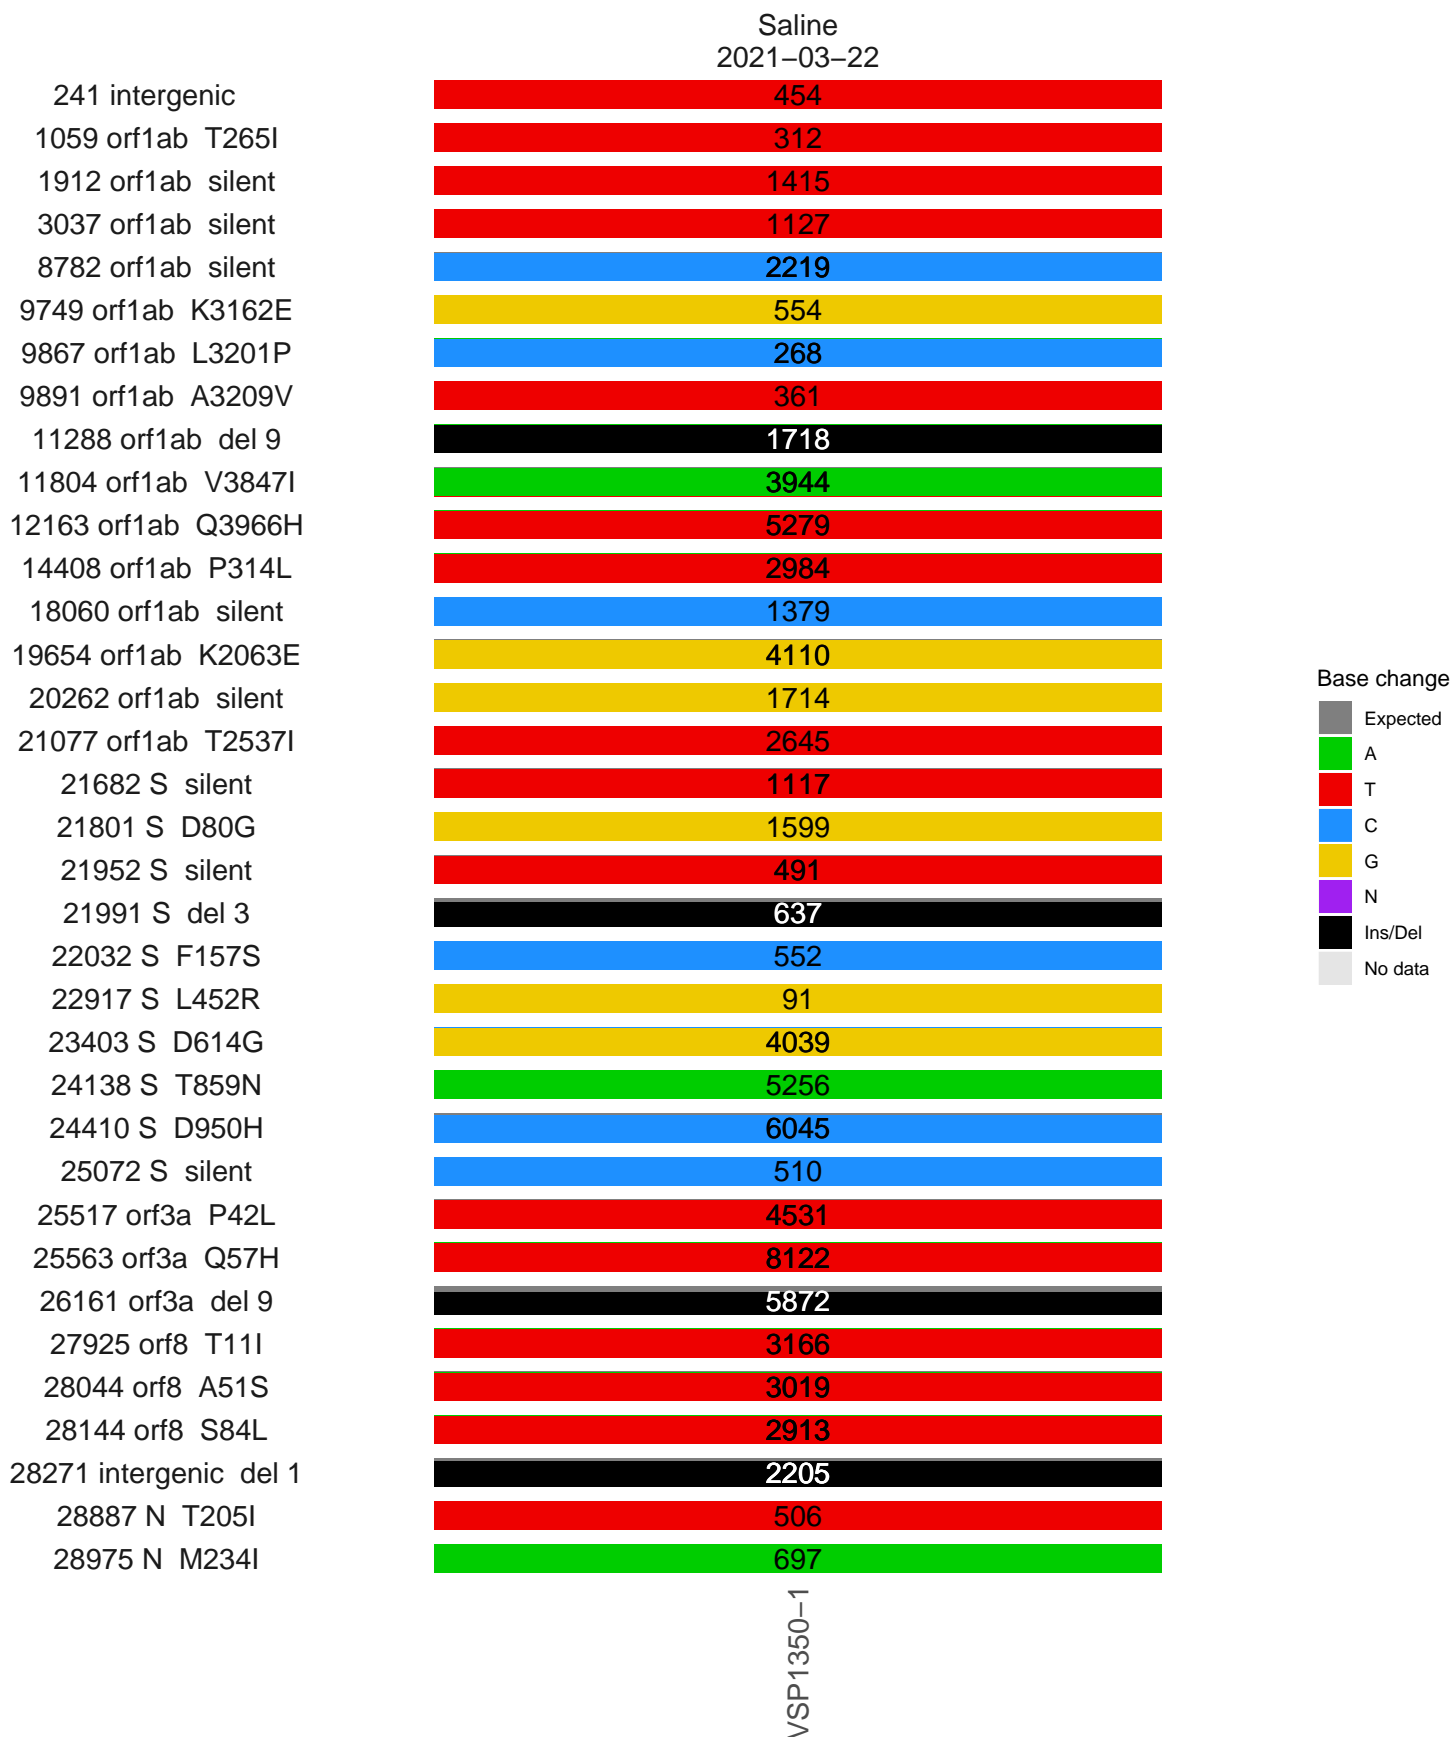 Saline
2021−03−22
241 intergenic 454
1059 orf1ab T265I 312
1912 orf1ab silent 1415
3037 orf1ab silent 1127
8782 orf1ab silent 2219
9749 orf1ab K3162E 554
9867 orf1ab L3201P 268
9891 orf1ab A3209V 361
11288 orf1ab del 9 1718
11804 orf1ab V3847I 3944
12163 orf1ab Q3966H 5279
14408 orf1ab P314L 2984
18060 orf1ab silent 1379
19654 orf1ab K2063E 4110
20262 orf1ab silent 1714
21077 orf1ab T2537I 2645
21682 S silent 1117
21801 S D80G 1599
21952 S silent 491
21991 S del 3 637
22032 S F157S 552
22917 S L452R 91
23403 S D614G 4039
24138 S T859N 5256
24410 S D950H 6045
25072 S silent 510
25517 orf3a P42L 4531
25563 orf3a Q57H 8122
26161 orf3a del 9 5872
27925 orf8 T11I 3166
28044 orf8 A51S 3019
28144 orf8 S84L 2913
28271 intergenic del 1 2205
28887 N T205I 506
28975 N M234I 697
VSP1350−1
Base change
Expected
A
T
C
G
N
Ins/Del
No data